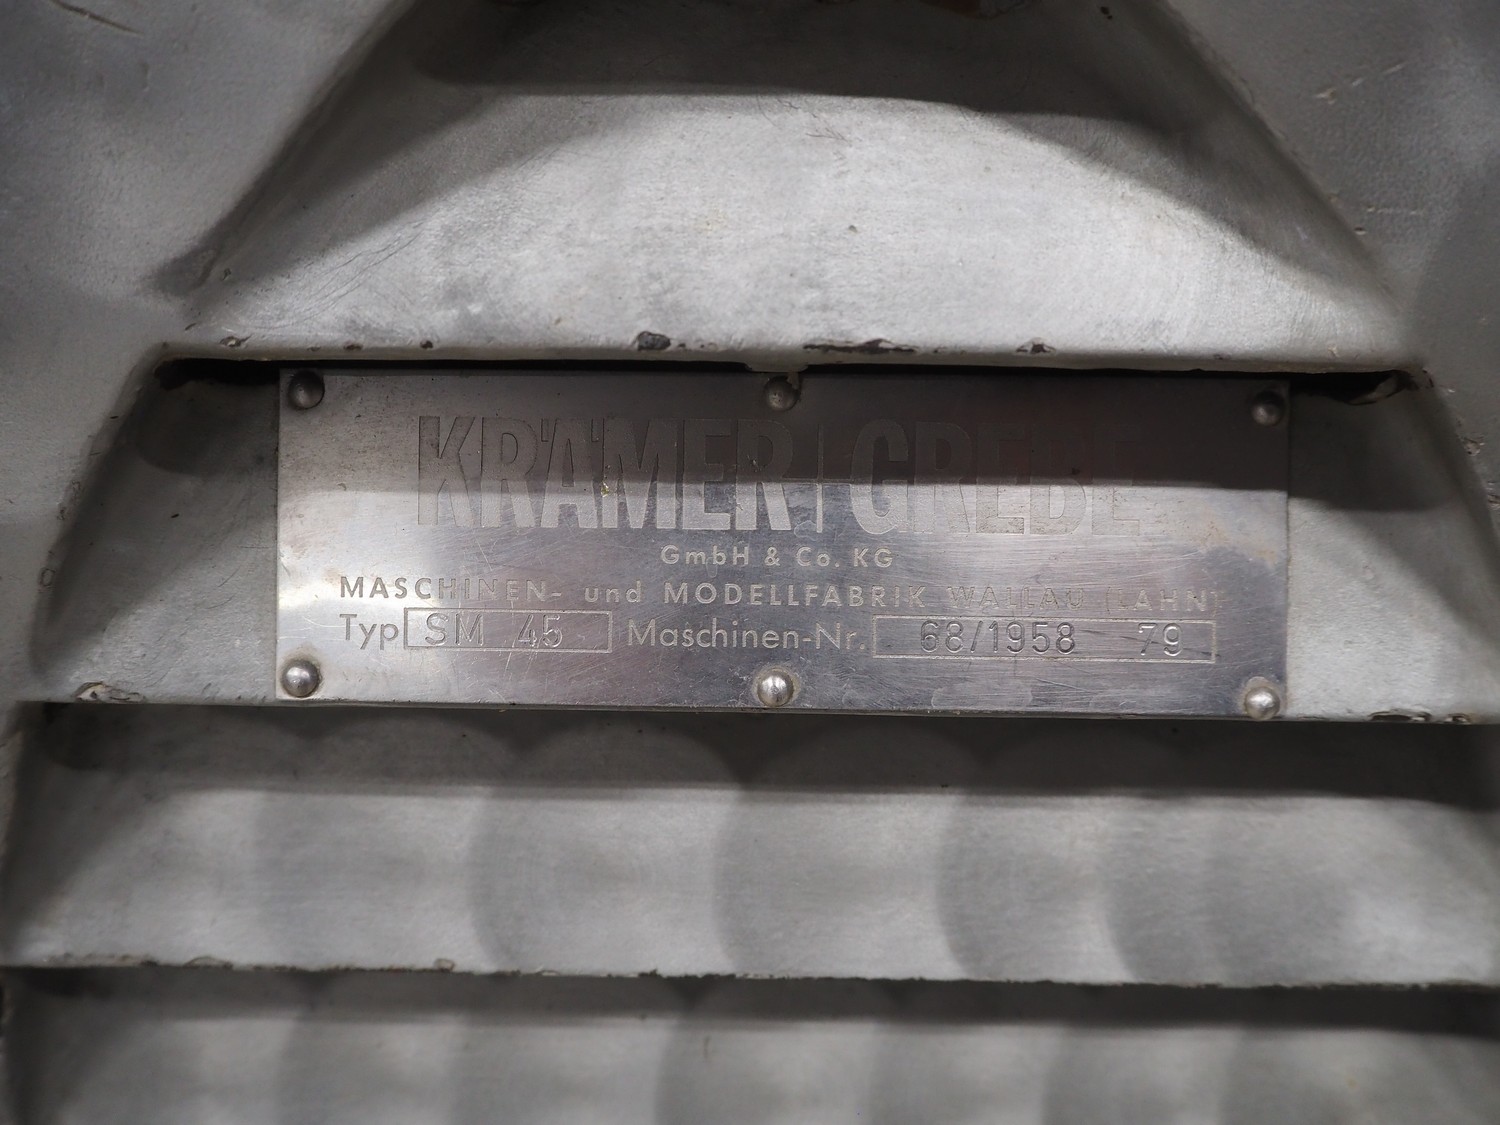 KRÄMER+GREBE
GmbH & Co. KG
MASCHINEN- und MODELLFABRIK WALLAU (LAHN)
Typ SM 45 Maschinen-Nr. 68/1958 79